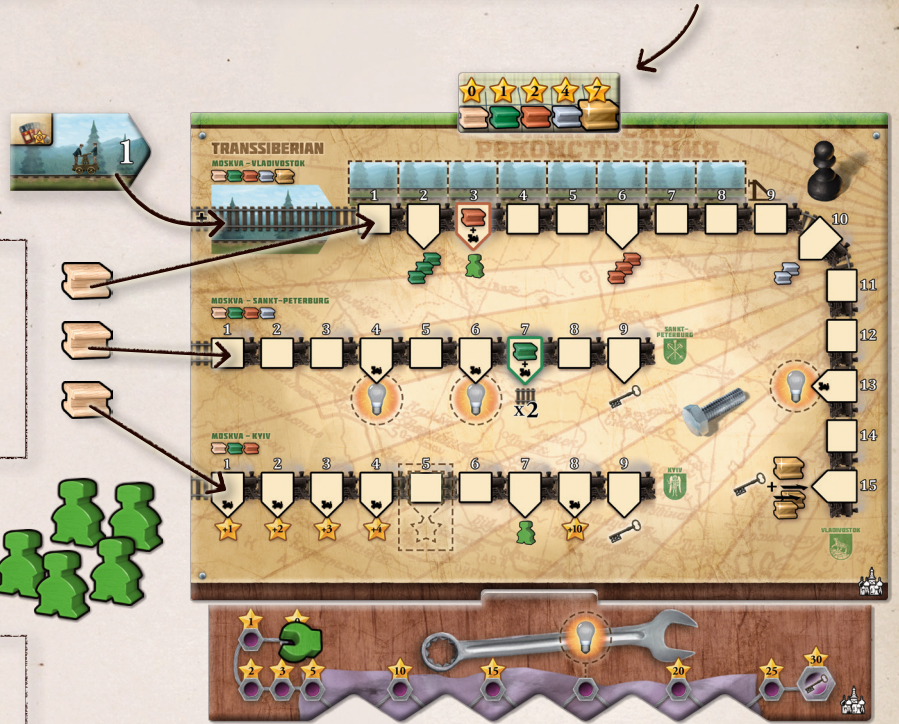 0 1 2 4 7
1
TRANSSIBERIAN
РЕКОНСТРУКЦИЯ
MOSKVA - VLADIVOSTOK
+
1 2 3 4 5 6 7 8 9
+
10
11
12
13
14
15
+
VLADIVOSTOK
MOSKVA - SANKT-PETERBURG
1 2 3 4 5 6 7 8 9
+
x2
SANKT-
PETERBURG
MOSKVA - KYIV
1 2 3 4 5 6 7 8 9
+1 +2 +3 +4 +10
KYIV
1
2 3 5 10 15 20 25 30